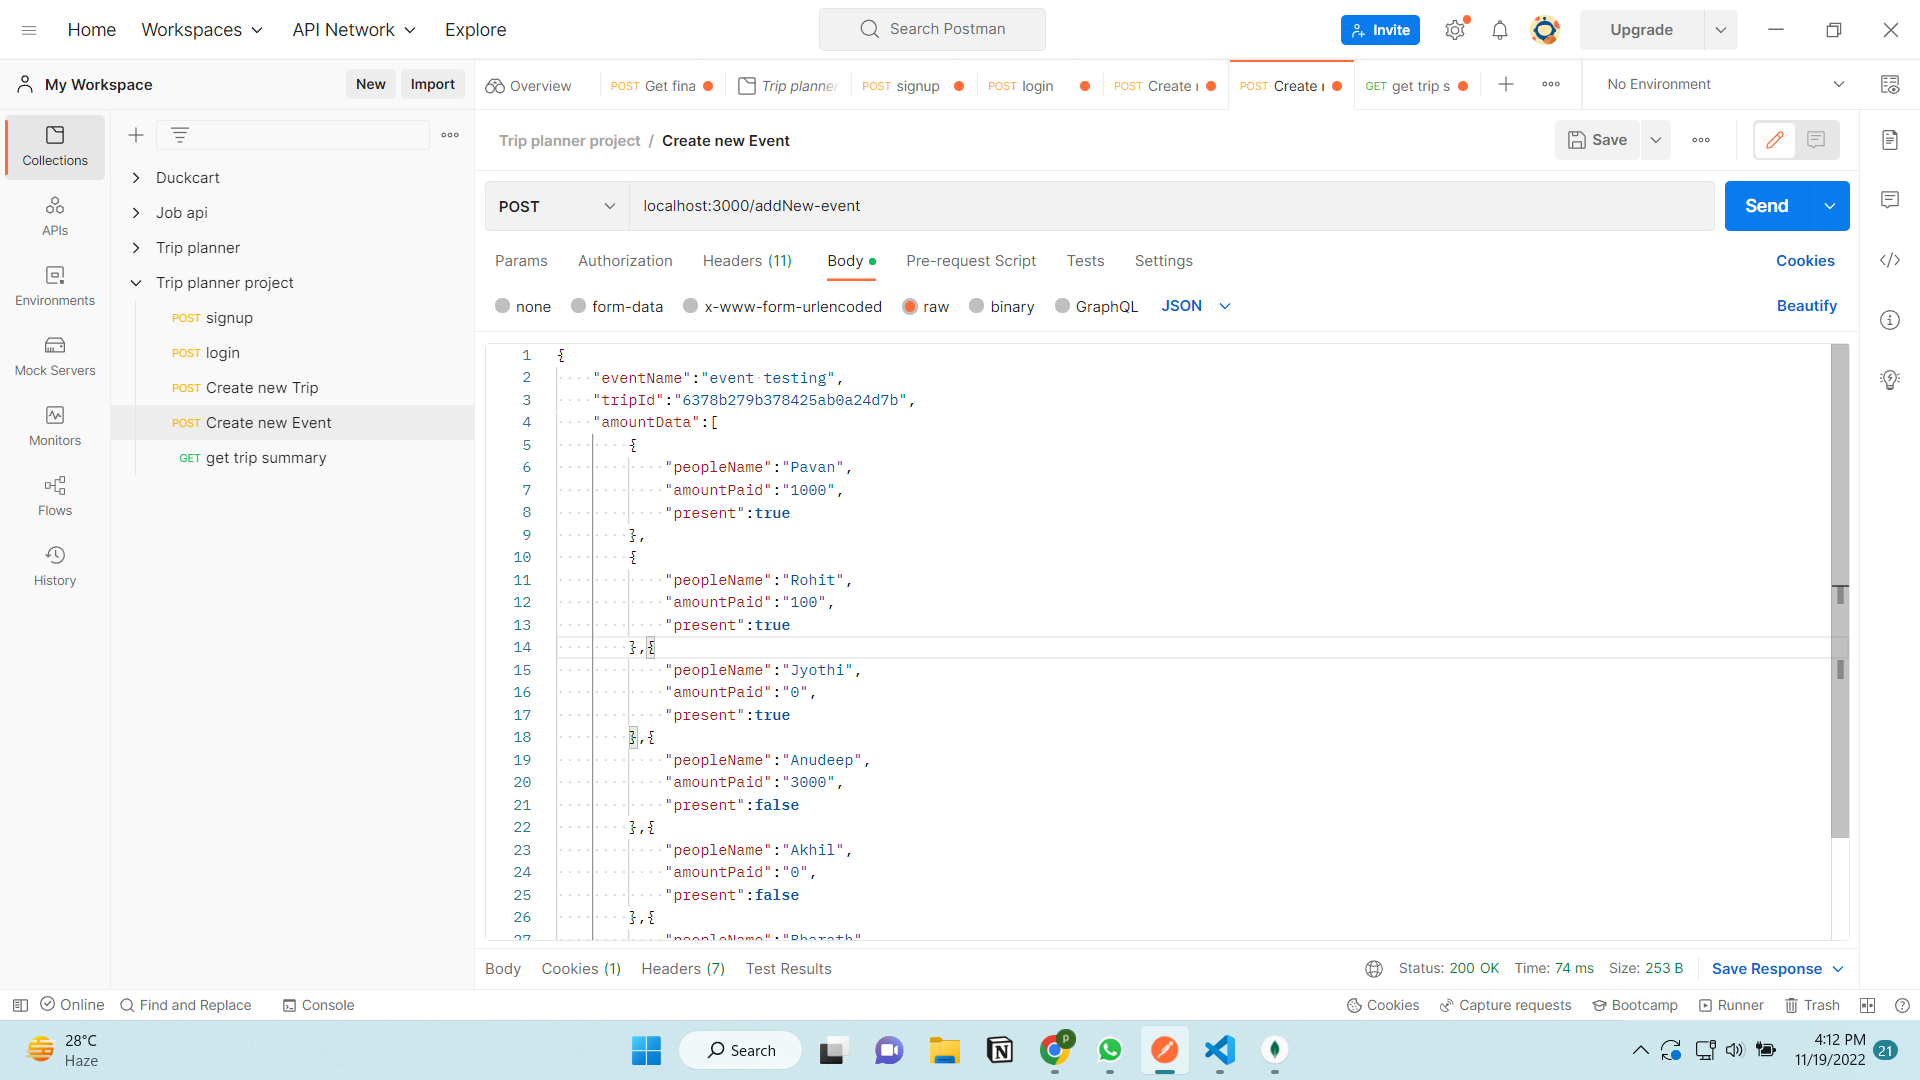 Home
Workspaces
API Network
Explore
Search Postman
Invite
Upgrade
My Workspace
New
Import
Overview
POST Get fina
Trip planner
POST signup
POST login
POST Create
POST Create
GET get trip s
No Environment
Collections
APIs
Environments
Mock Servers
Monitors
Flows
History
Duckcart
Job api
Trip planner
Trip planner project
POST signup
POST login
POST Create new Trip
POST Create new Event
GET get trip summary
Trip planner project / Create new Event
Save
POST
localhost:3000/addNew-event
Send
Params
Authorization
Headers (11)
Body
Pre-request Script
Tests
Settings
Cookies
none
form-data
x-www-form-urlencoded
raw
binary
GraphQL
JSON
Beautify
1 {
2 "eventName":"event testing",
3 "tripId":"6378b279b378425ab0a24d7b",
4 "amountData":[
5 {
6 "peopleName":"Pavan",
7 "amountPaid":"1000",
8 "present":true
9 },
10 {
11 "peopleName":"Rohit",
12 "amountPaid":"100",
13 "present":true
14 },{
15 "peopleName":"Jyothi",
16 "amountPaid":"0",
17 "present":true
18 },{
19 "peopleName":"Anudeep",
20 "amountPaid":"3000",
21 "present":false
22 },{
23 "peopleName":"Akhil",
24 "amountPaid":"0",
25 "present":false
26 },{
27 "peopleName":"Bharath"
Body
Cookies (1)
Headers (7)
Test Results
Status: 200 OK
Time: 74 ms
Size: 253 B
Save Response
Online
Find and Replace
Console
Cookies
Capture requests
Bootcamp
Runner
Trash
28°C
Haze
Search
P
4:12 PM
11/19/2022
21